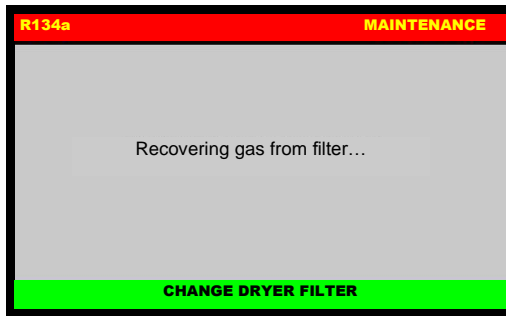 R134a MAINTENANCE
Recovering gas from filter…
CHANGE DRYER FILTER